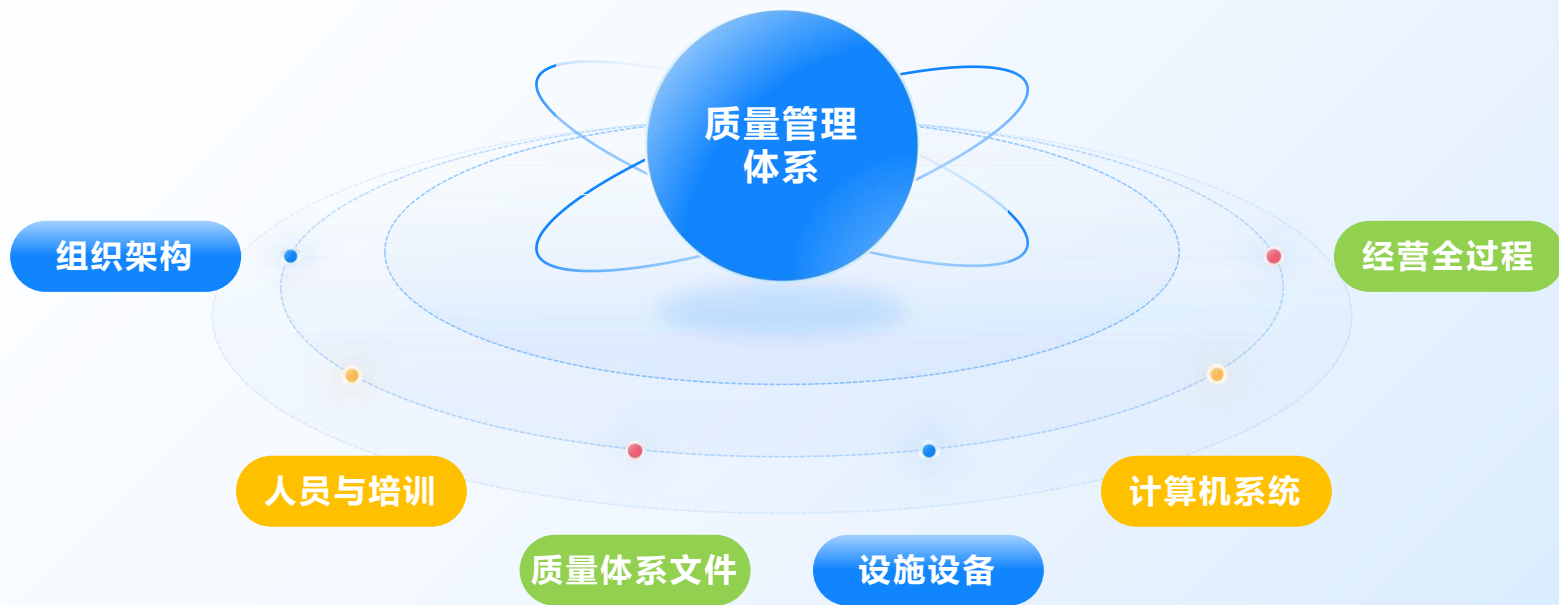 质量管理
体系
组织架构
经营全过程
人员与培训
计算机系统
质量体系文件
设施设备